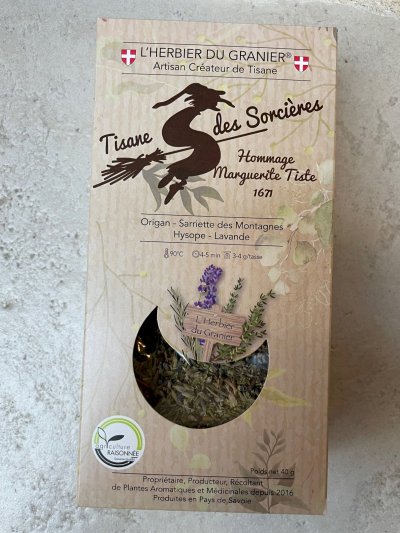 L'HERBIER DU GRANIER®
Artisan Créateur de Tisane
Tisane des Sorcières
Hommage
Marguerite Tiste
1671
Origan - Sarriette des Montagnes
Hysope - Lavande
90°C 4-5 min 3-4 g/tasse
L'Herbier
du Granier
agriculture
RAISONNÉE
Poids net 40 g
Propriétaire, Producteur, Récoltant
de Plantes Aromatiques et Médicinales depuis 2016
Produites en Pays de Savoie